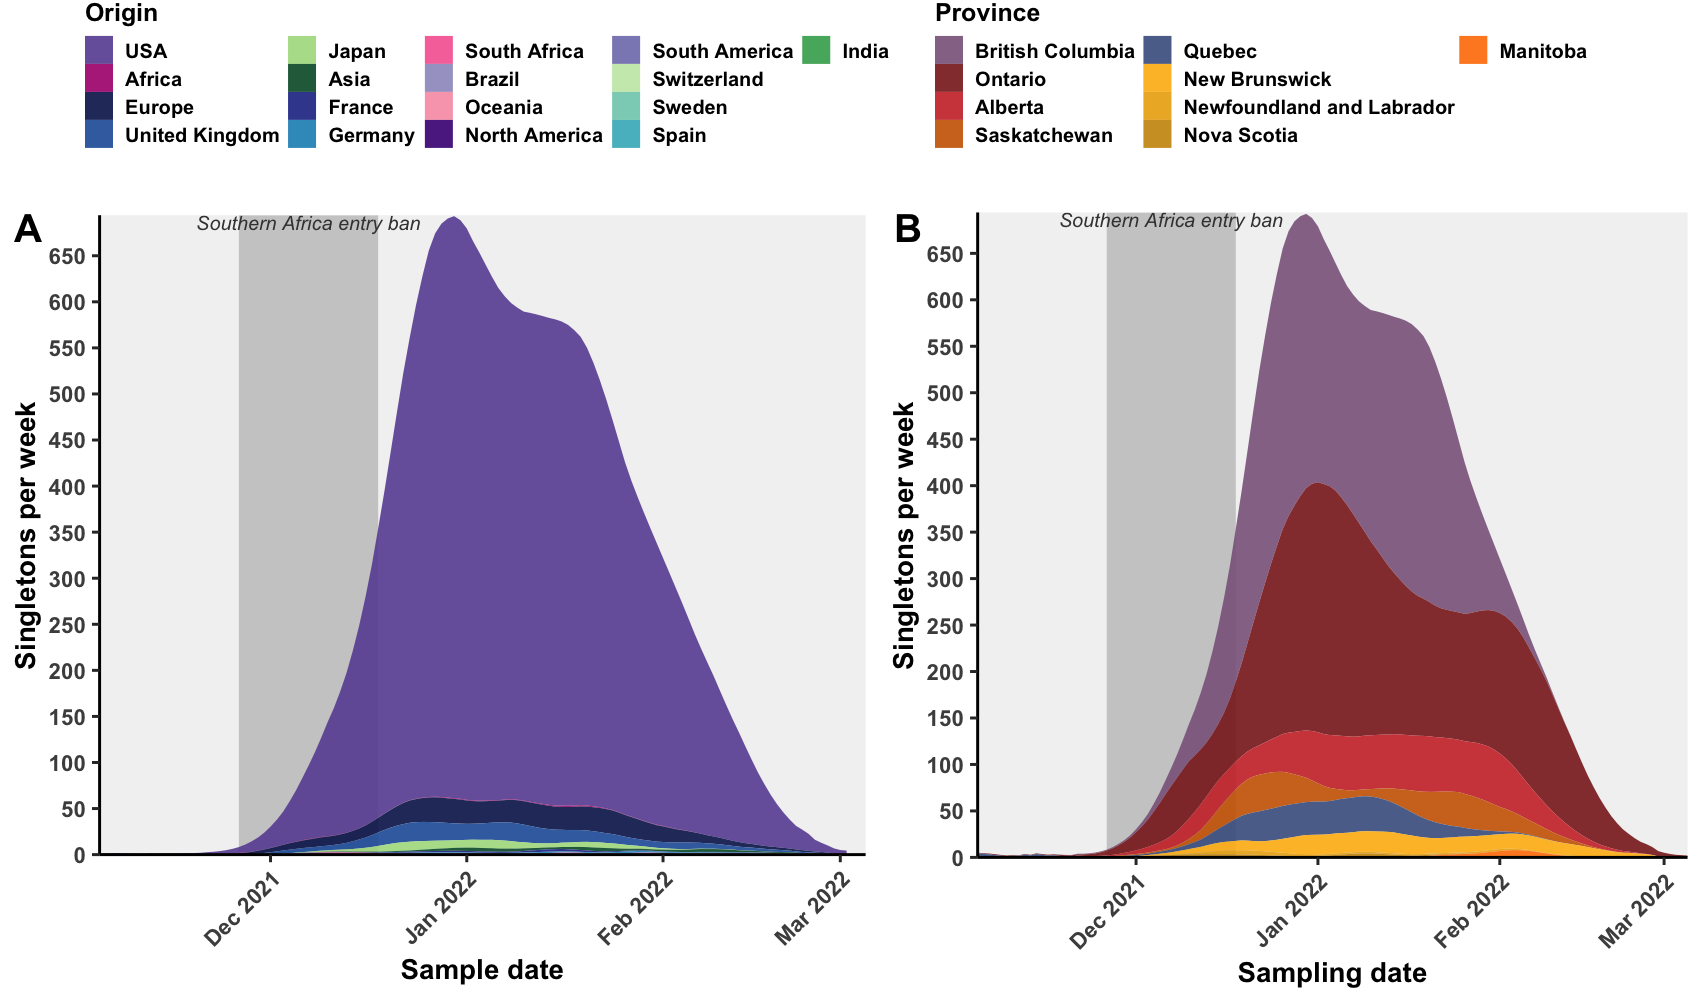 Origin
USA
Africa
Europe
United Kingdom
Japan
Asia
France
Germany
South Africa
Brazil
Oceania
North America
South America
Switzerland
Sweden
Spain
India
Province
British Columbia
Ontario
Alberta
Saskatchewan
Quebec
New Brunswick
Newfoundland and Labrador
Nova Scotia
Manitoba
A
Southern Africa entry ban
Singletons per week
650
600
550
500
450
400
350
300
250
200
150
100
50
0
Dec 2021
Jan 2022
Feb 2022
Mar 2022
Sample date
B
Southern Africa entry ban
Singletons per week
650
600
550
500
450
400
350
300
250
200
150
100
50
0
Dec 2021
Jan 2022
Feb 2022
Mar 2022
Sampling date